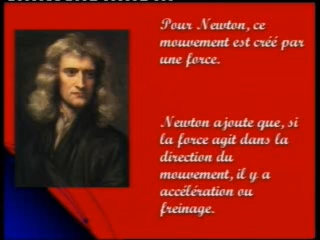 Pour Newton, ce
mouvement est créé par
une force.
Newton ajoute que, si
la force agit dans la
direction du
mouvement, il y a
accélération ou
freinage.